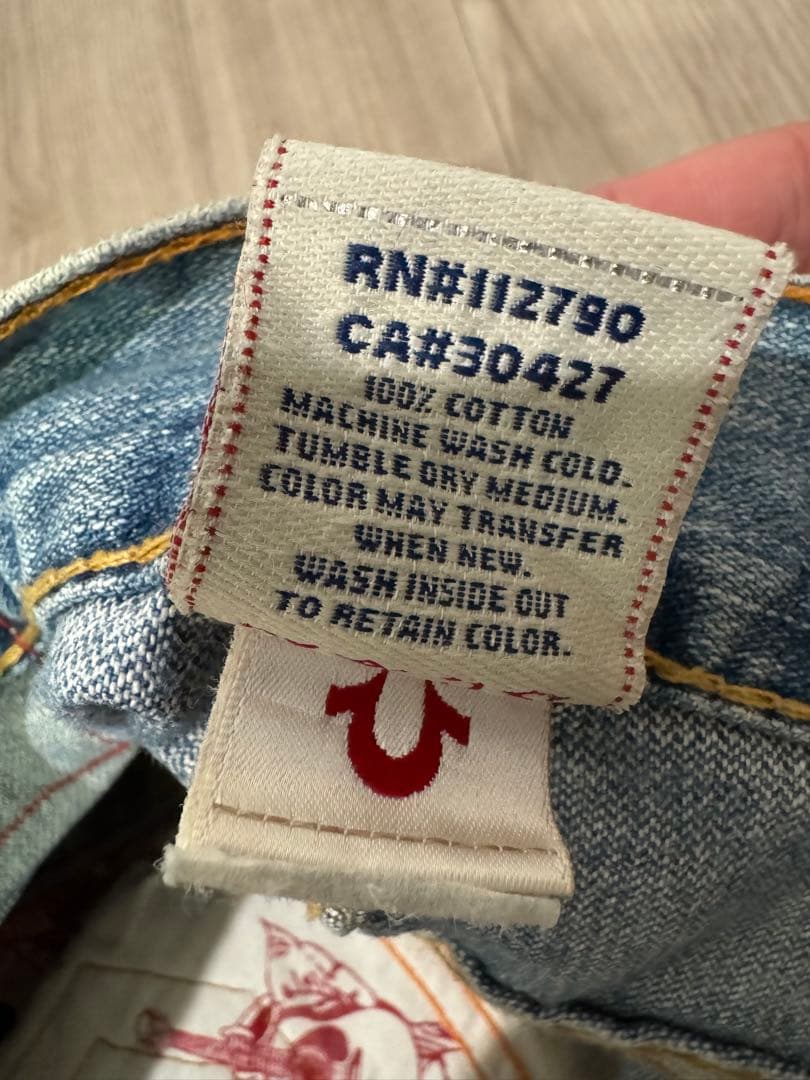 RN#112790
CA#30427
100% COTTON
MACHINE WASH COLD.
TUMBLE DRY MEDIUM.
COLOR MAY TRANSFER
WHEN NEW.
WASH INSIDE OUT
TO RETAIN COLOR.